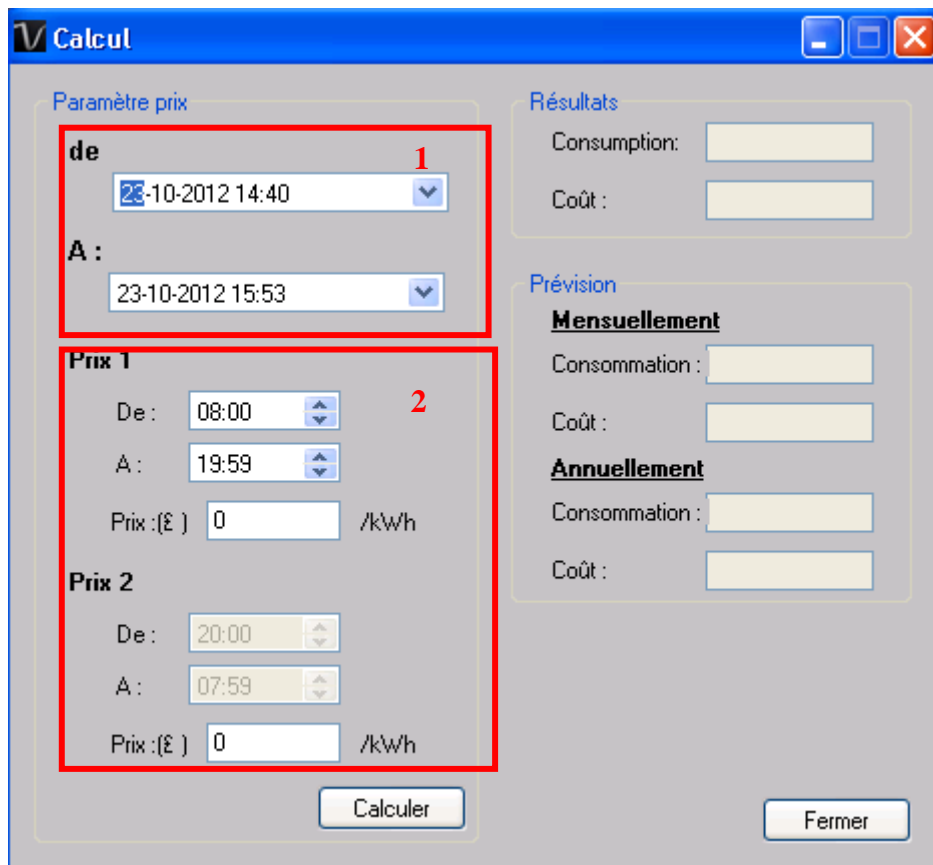 Calcul
Paramètre prix
de
1
23-10-2012 14:40
A :
23-10-2012 15:53
Prix 1
2
De : 08:00
A : 19:59
Prix :(£ ) 0 /kWh
Prix 2
De : 20:00
A : 07:59
Prix :(£ ) 0 /kWh
Calculer
Résultats
Consumption:
Coût :
Prévision
Mensuellement
Consommation :
Coût :
Annuellement
Consommation :
Coût :
Fermer